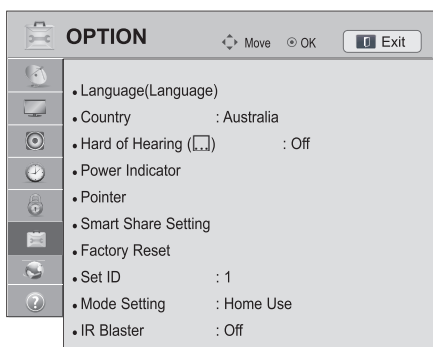 OPTION
Move OK Exit
• Language(Language)
• Country : Australia
• Hard of Hearing ( ) : Off
• Power Indicator
• Pointer
• Smart Share Setting
• Factory Reset
• Set ID : 1
• Mode Setting : Home Use
• IR Blaster : Off
?